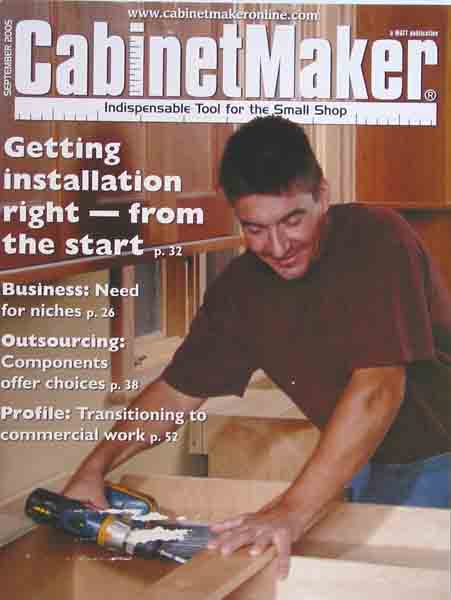 www.cabinetmakeronline.com
SEPTEMBER 2005
a WATT publication
CabinetMaker®
Indispensable Tool for the Small Shop
Getting
installation
right — from
the start p. 32
Business: Need
for niches p. 26
Outsourcing:
Components
offer choices p. 38
Profile: Transitioning to
commercial work p. 52